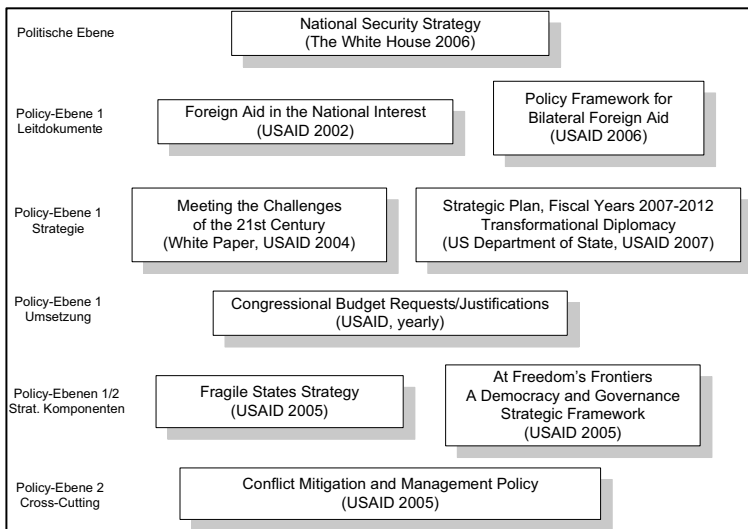 Politische Ebene
National Security Strategy
(The White House 2006)
Policy-Ebene 1
Leitdokumente
Foreign Aid in the National Interest
(USAID 2002)
Policy Framework for
Bilateral Foreign Aid
(USAID 2006)
Policy-Ebene 1
Strategie
Meeting the Challenges
of the 21st Century
(White Paper, USAID 2004)
Strategic Plan, Fiscal Years 2007-2012
Transformational Diplomacy
(US Department of State, USAID 2007)
Policy-Ebene 1
Umsetzung
Congressional Budget Requests/Justifications
(USAID, yearly)
Policy-Ebenen 1/2
Strat. Komponenten
Fragile States Strategy
(USAID 2005)
At Freedom's Frontiers
A Democracy and Governance
Strategic Framework
(USAID 2005)
Policy-Ebene 2
Cross-Cutting
Conflict Mitigation and Management Policy
(USAID 2005)